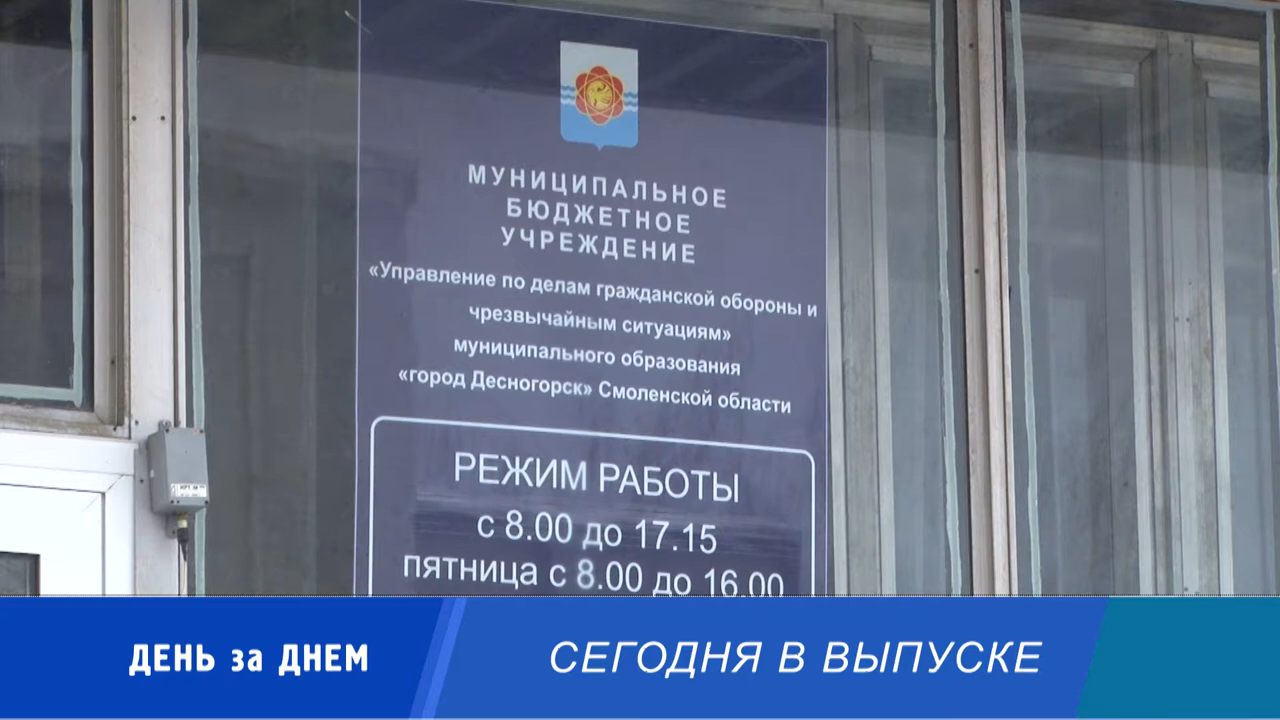 МУНИЦИПАЛЬНОЕ
БЮДЖЕТНОЕ
УЧРЕЖДЕНИЕ
«Управление по делам гражданской обороны и
чрезвычайным ситуациям»
муниципального образования
«город Десногорск» Смоленской области
РЕЖИМ РАБОТЫ
с 8.00 до 17.15
пятница с 8.00 до 16.00
ДЕНЬ за ДНЕМ
СЕГОДНЯ В ВЫПУСКЕ